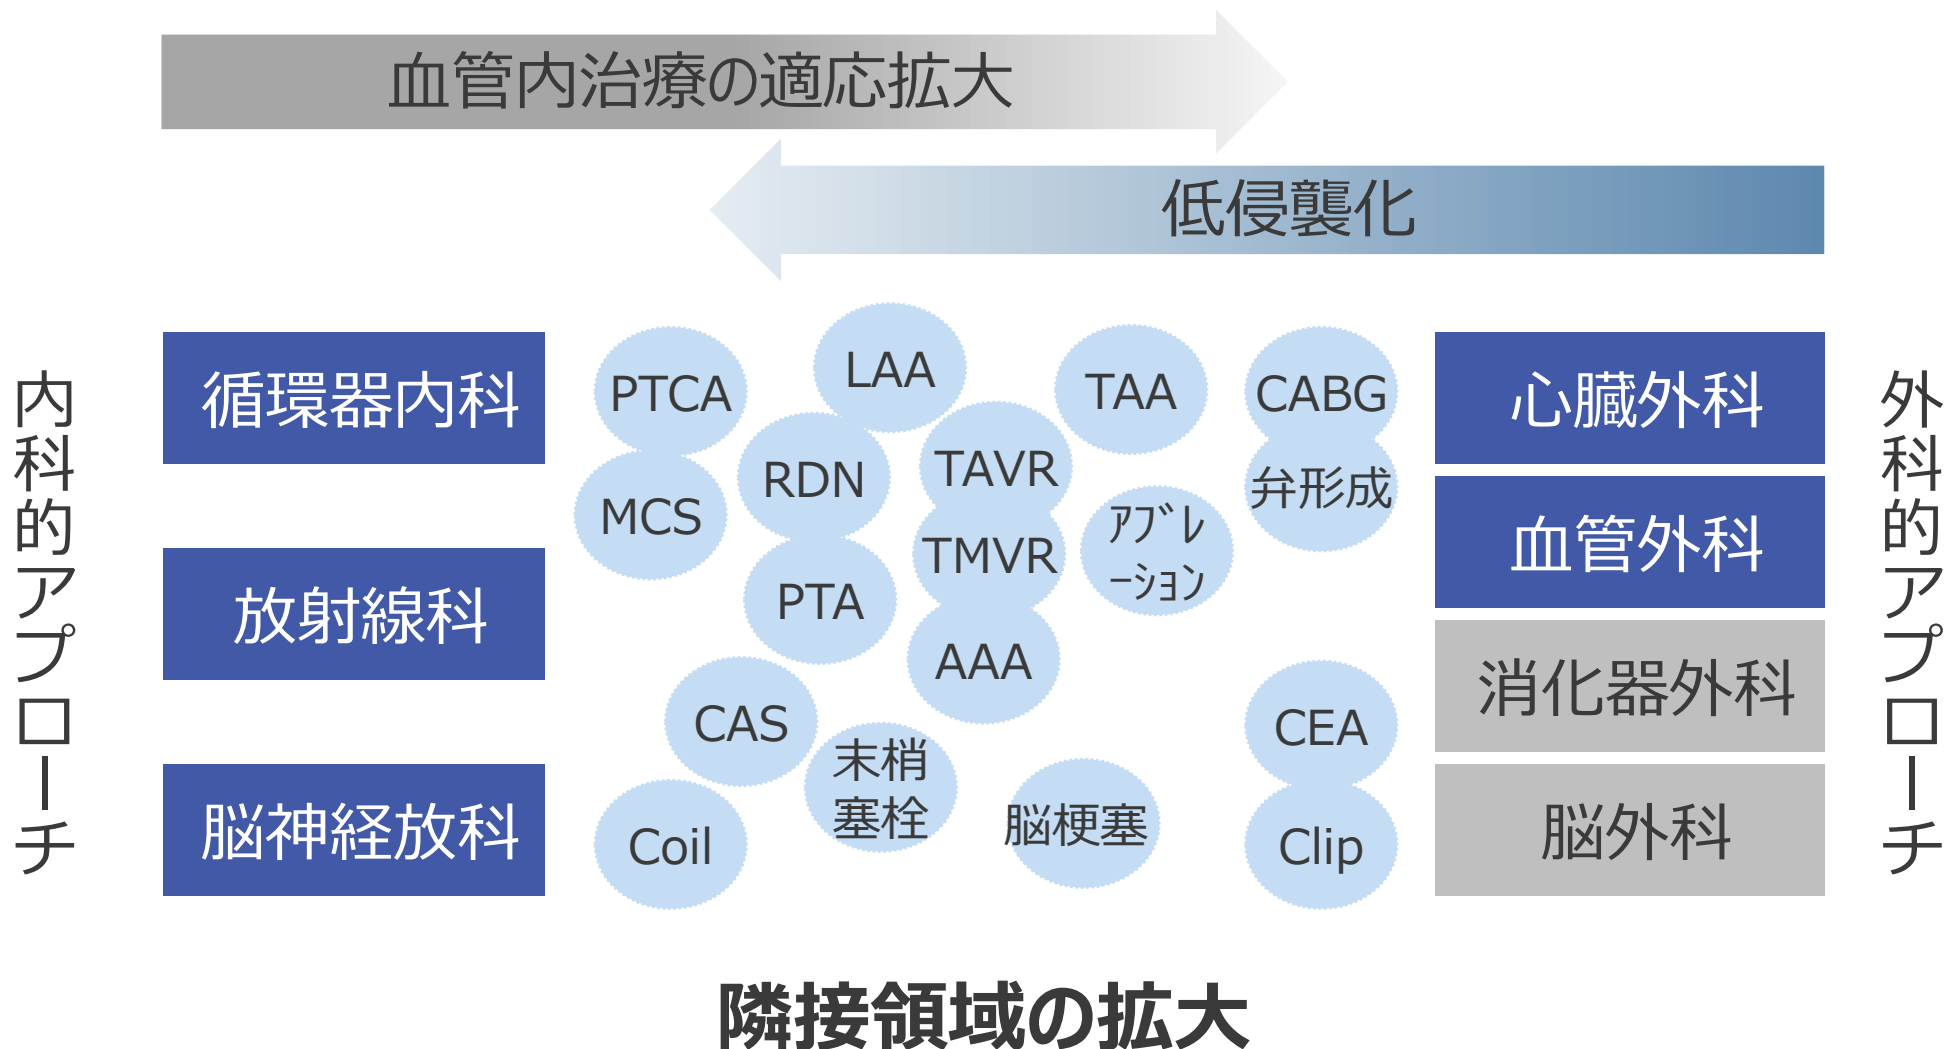 血管内治療の適応拡大
低侵襲化
内科的アプローチ
循環器内科
放射線科
脳神経放科
PTCA
MCS
LAA
RDN
PTA
TAVR
TMVR
AAA
TAA
ｱﾌﾞﾚ
ｰｼｮﾝ
CABG
弁形成
CAS
Coil
末梢
塞栓
脳梗塞
CEA
Clip
心臓外科
血管外科
消化器外科
脳外科
外科的アプローチ
隣接領域の拡大